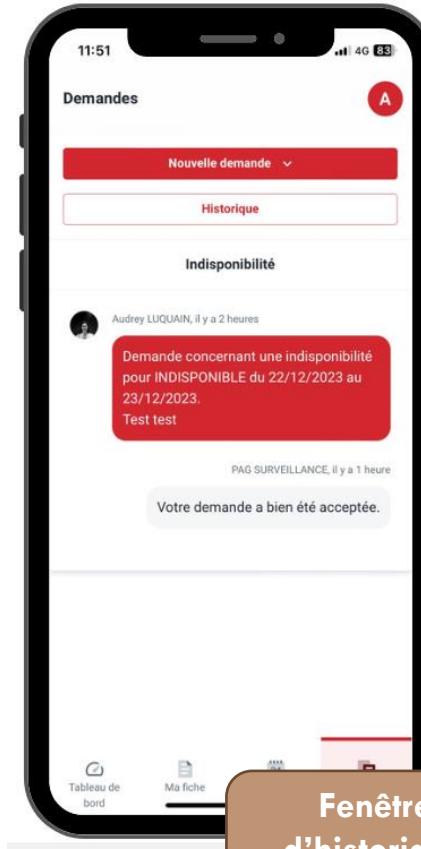 11:51
4G 83
Demandes
A
Nouvelle demande
Historique
Indisponibilité
Audrey LUQUAIN, il y a 2 heures
Demande concernant une indisponibilité
pour INDISPONIBLE du 22/12/2023 au
23/12/2023.
Test test
PAG SURVEILLANCE, il y a 1 heure
Votre demande a bien été acceptée.
Tableau de
bord
Ma fiche
Fenêtre